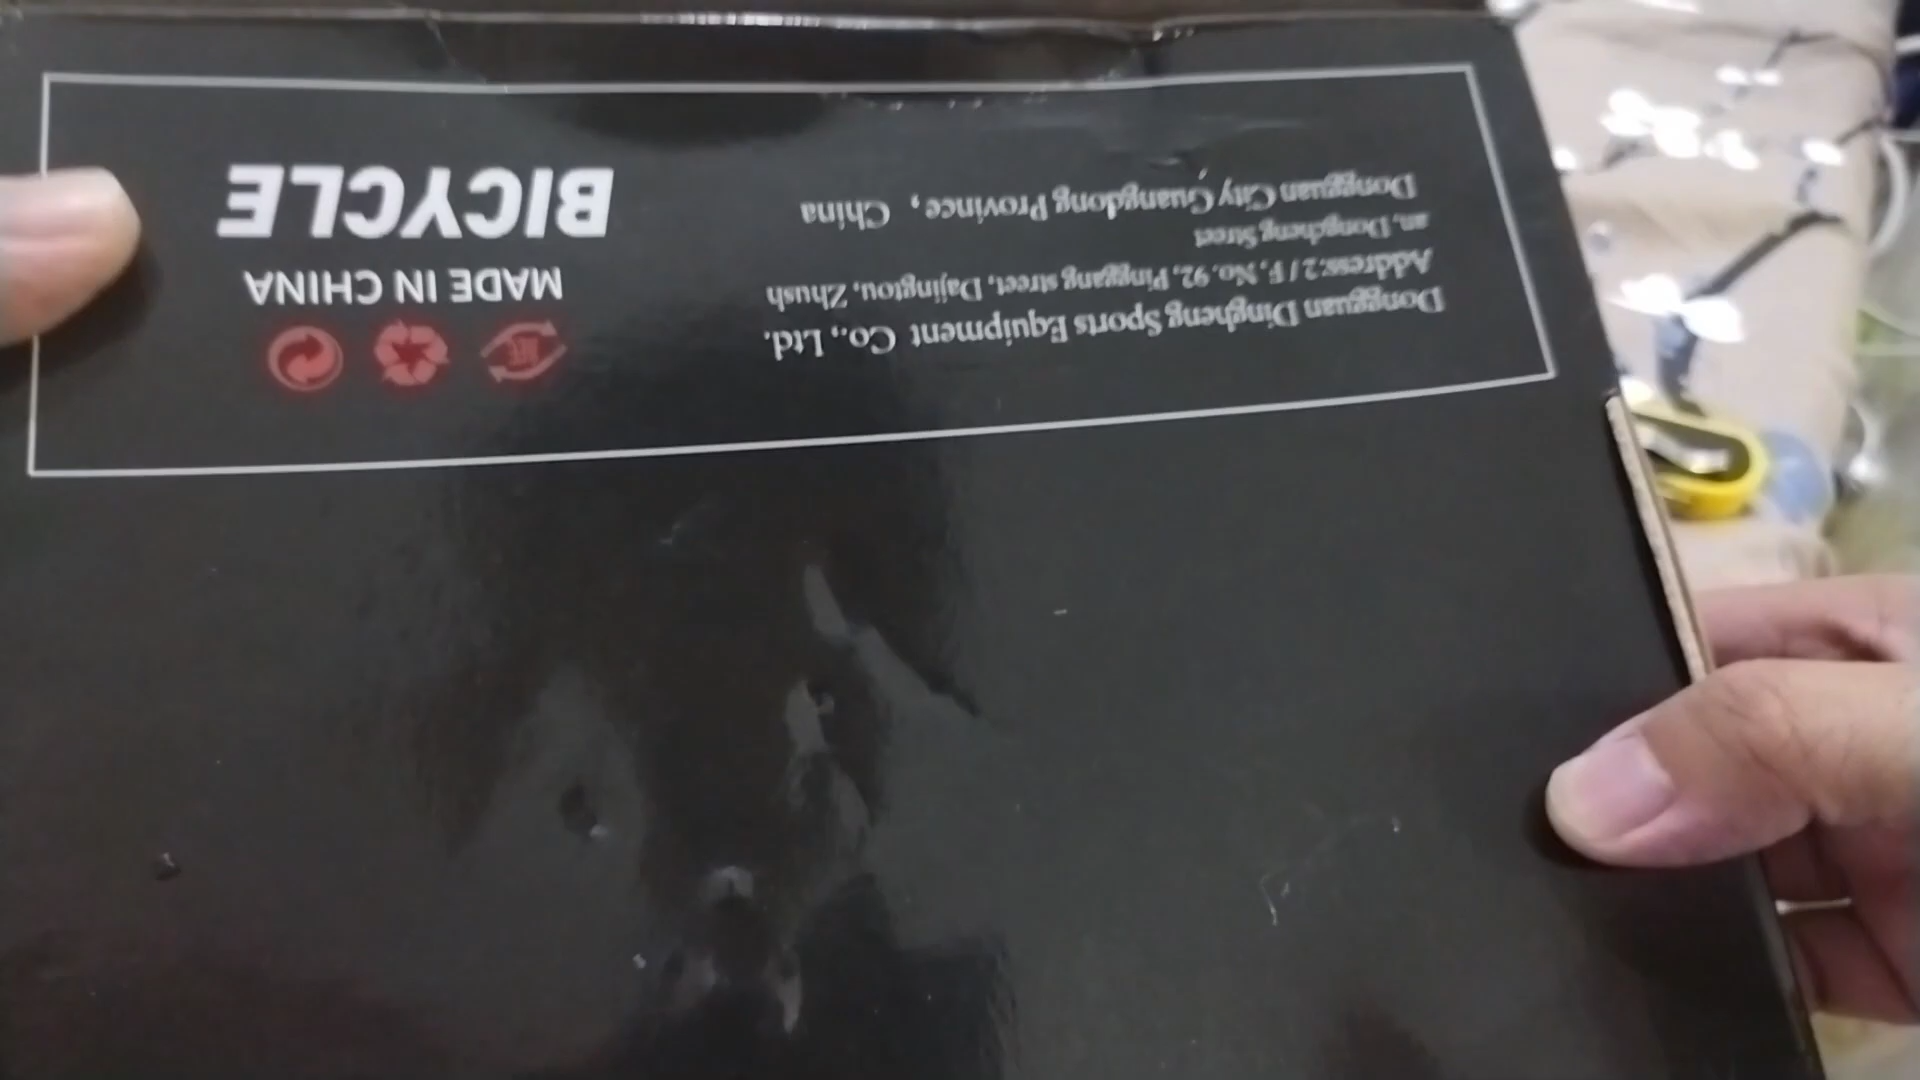 Dongguan Dingheng Sports Equipment Co., Ltd.
Address: 2 / F, No. 92, Pinggang street, Dajingtou, Zhush
an, Dongcheng Street
Dongguan City Guangdong Province, China
MADE IN CHINA
BICYCLE